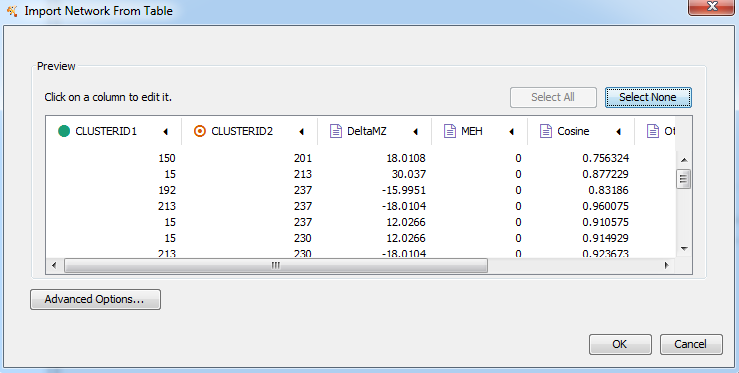 Import Network From Table
Preview
Click on a column to edit it.
Select All
Select None
CLUSTERID1 CLUSTERID2 DeltaMZ MEH Cosine
150 201 18.0108 0 0.756324
15 213 30.037 0 0.877229
192 237 -15.9951 0 0.83186
213 237 -18.0104 0 0.960075
15 237 12.0266 0 0.910575
15 230 12.0266 0 0.914929
213 230 -18.0104 0 0.923673
Advanced Options...
OK
Cancel